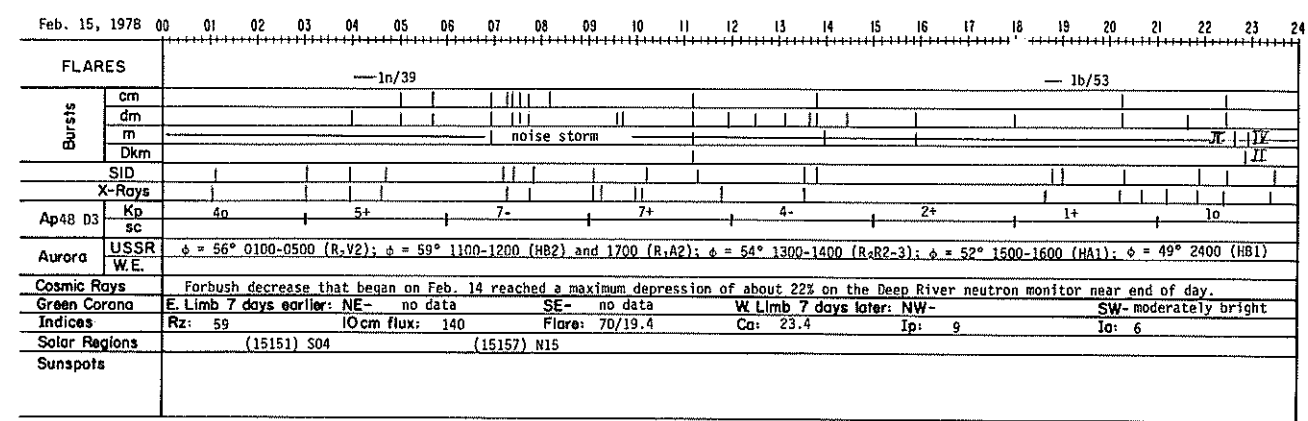 Feb. 15, 1978 00 01 02 03 04 05 06 07 08 09 10 11 12 13 14 15 16 17 18 19 20 21 22 23 24
FLARES 1n/39 1b/53
Bursts
cm
dm
m noise storm II IV
Dkm II
SID
X-Rays
Ap48 D3 Kp 4o 5+ 7- 7+ 4- 2+ 1+ 1o
sc
Aurora USSR φ = 56° 0100-0500 (R,V2); φ = 59° 1100-1200 (HB2) and 1700 (R,A2); φ = 54° 1300-1400 (R₂R2-3); φ = 52° 1500-1600 (HA1); φ = 49° 2400 (HB1)
W.E.
Cosmic Rays Forbush decrease that began on Feb. 14 reached a maximum depression of about 22% on the Deep River neutron monitor near end of day.
Green Corona E. Limb 7 days earlier: NE- no data SE- no data W. Limb 7 days later: NW- SW- moderately bright
Indices Rz: 59 10cm flux: 140 Flare: 70/19.4 Ca: 23.4 Ip: 9 Ia: 6
Solar Regions (15151) S04 (15157) N15
Sunspots